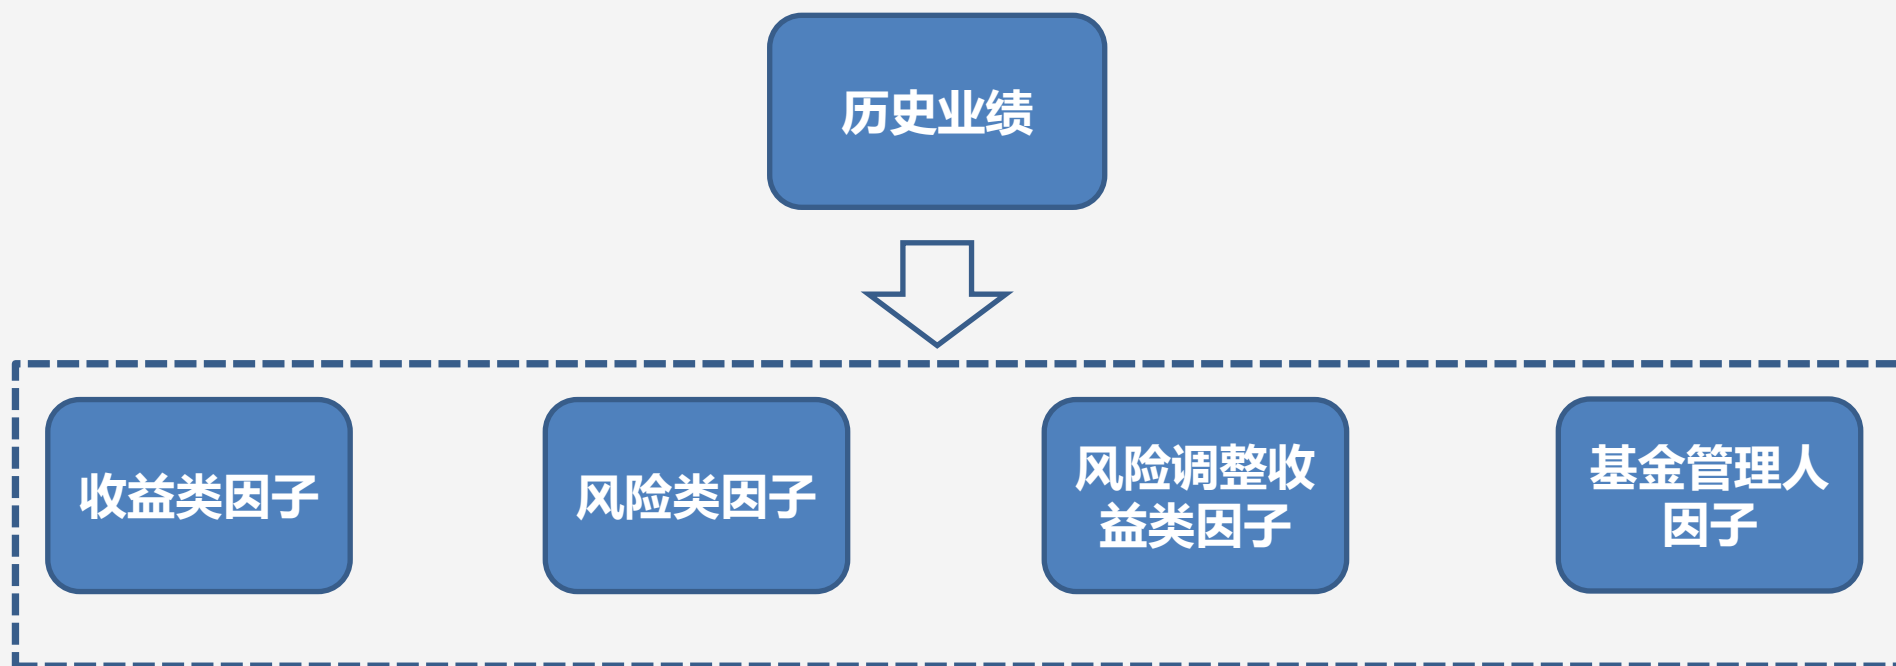 历史业绩
收益类因子
风险类因子
风险调整收
益类因子
基金管理人
因子